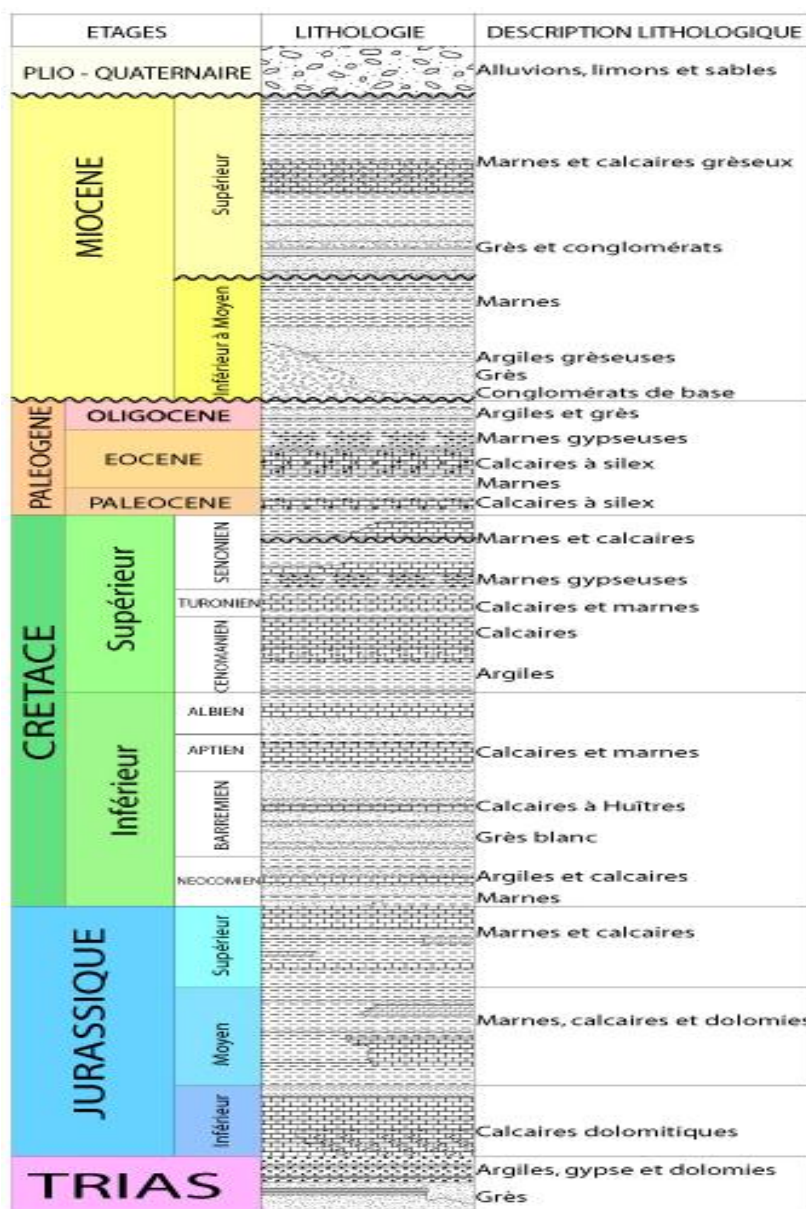 ETAGES LITHOLOGIE DESCRIPTION LITHOLOGIQUE
PLIO - QUATERNAIRE Alluvions, limons et sables
MIOCENE
Supérieur
Marnes et calcaires grèseux
Grès et conglomérats
Inférieur à Moyen
Marnes
Argiles grèseuses
Grès
Conglomérats de base
PALEOGENE
OLIGOCENE Argiles et grès
EOCENE
Marnes gypseuses
Calcaires à silex
Marnes
PALEOCENE Calcaires à silex
CRETACE
Supérieur
SENONIEN
Marnes et calcaires
Marnes gypseuses
TURONIEN Calcaires et marnes
CENOMANIEN
Calcaires
Argiles
Inférieur
ALBIEN
APTIEN Calcaires et marnes
BARREMIEN
Calcaires à Huîtres
Grès blanc
NEOCOMIEN Argiles et calcaires
Marnes
JURASSIQUE
Supérieur
Marnes et calcaires
Moyen
Marnes, calcaires et dolomies
Inférieur
Calcaires dolomitiques
TRIAS
Argiles, gypse et dolomies
Grès